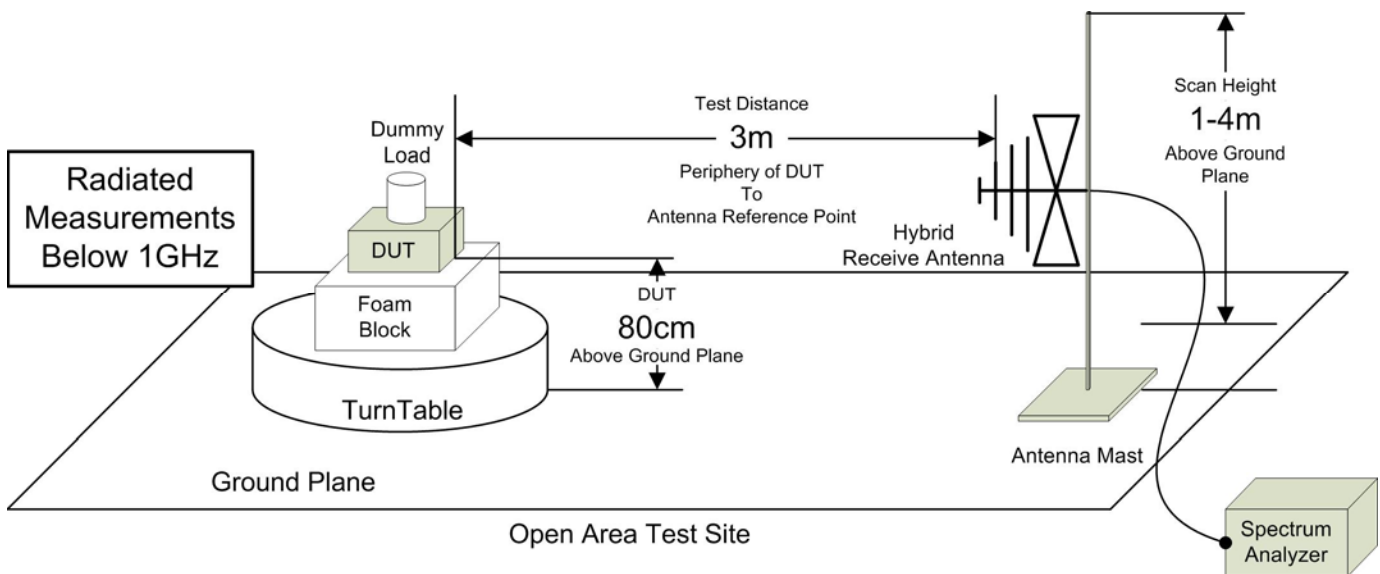 Radiated
Measurements
Below 1GHz
Dummy
Load
DUT
Foam
Block
TurnTable
Ground Plane
Test Distance
3m
Periphery of DUT
To
Antenna Reference Point
DUT
80cm
Above Ground Plane
Hybrid
Receive Antenna
Scan Height
1-4m
Above Ground
Plane
Antenna Mast
Open Area Test Site
Spectrum
Analyzer